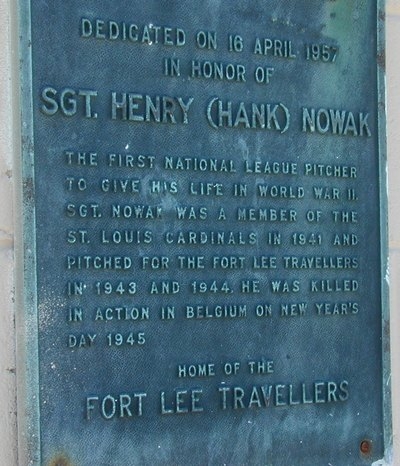 DEDICATED ON 16 APRIL 1957
IN HONOR OF
SGT. HENRY (HANK) NOWAK
THE FIRST NATIONAL LEAGUE PITCHER
TO GIVE HIS LIFE IN WORLD WAR II.
SGT. NOWAK WAS A MEMBER OF THE
ST. LOUIS CARDINALS IN 1941 AND
PITCHED FOR THE FORT LEE TRAVELLERS
IN 1943 AND 1944. HE WAS KILLED
IN ACTION IN BELGIUM ON NEW YEAR'S
DAY 1945
HOME OF THE
FORT LEE TRAVELLERS